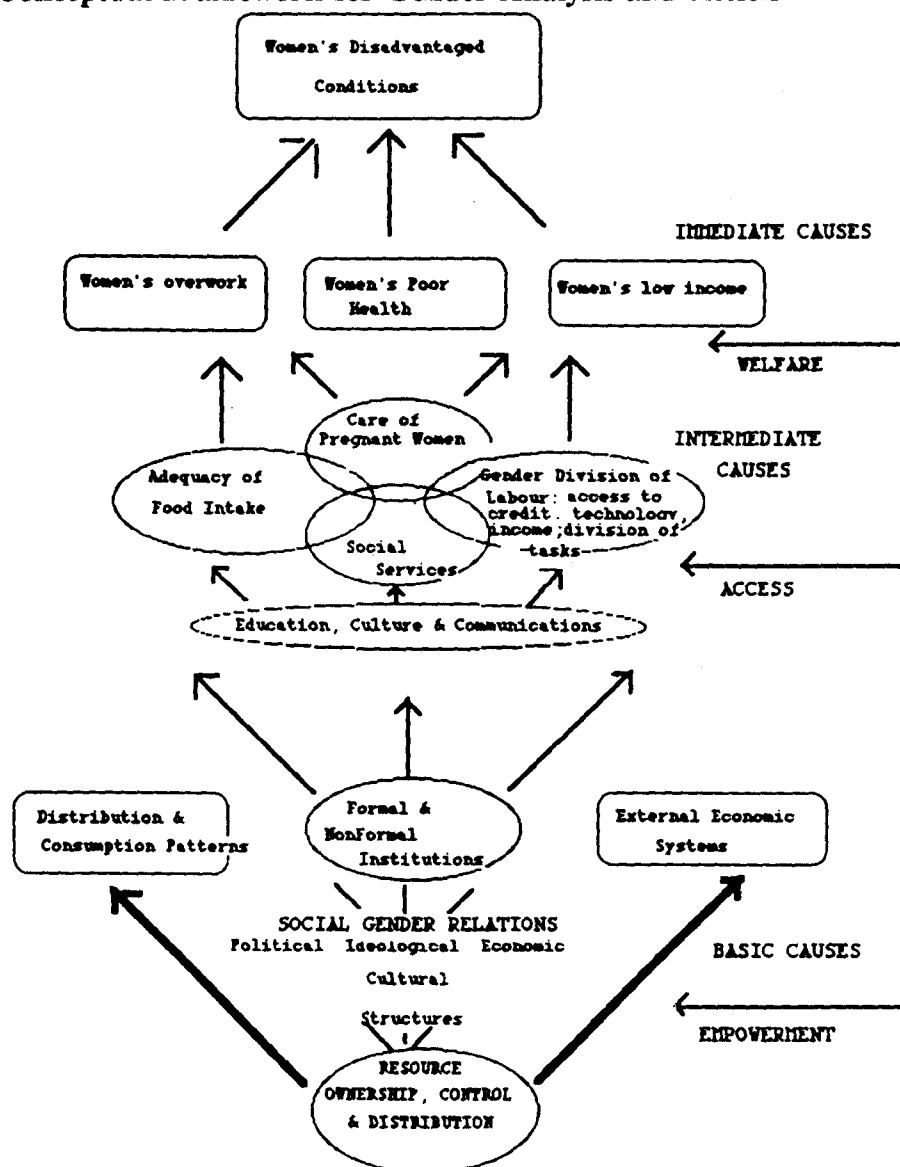 Conceptual Framework for Gender Analysis and Action
Women's Disadvantaged
Conditions
IMMEDIATE CAUSES
Women's overwork
Women's Poor
Health
Women's low income
WELFARE
Care of
Pregnant Women
INTERMEDIATE
CAUSES
Adequacy of
Food Intake
Gender Division of
Labour: access to
credit. technology,
income;division of
tasks
Social
Services
ACCESS
Education, Culture & Communications
Distribution &
Consumption Patterns
Formal &
NonFormal
Institutions
External Economic
Systems
SOCIAL GENDER RELATIONS
Political Ideological Economic
Cultural
Structures
BASIC CAUSES
EMPOWERMENT
RESOURCE
OWNERSHIP, CONTROL
& DISTRIBUTION